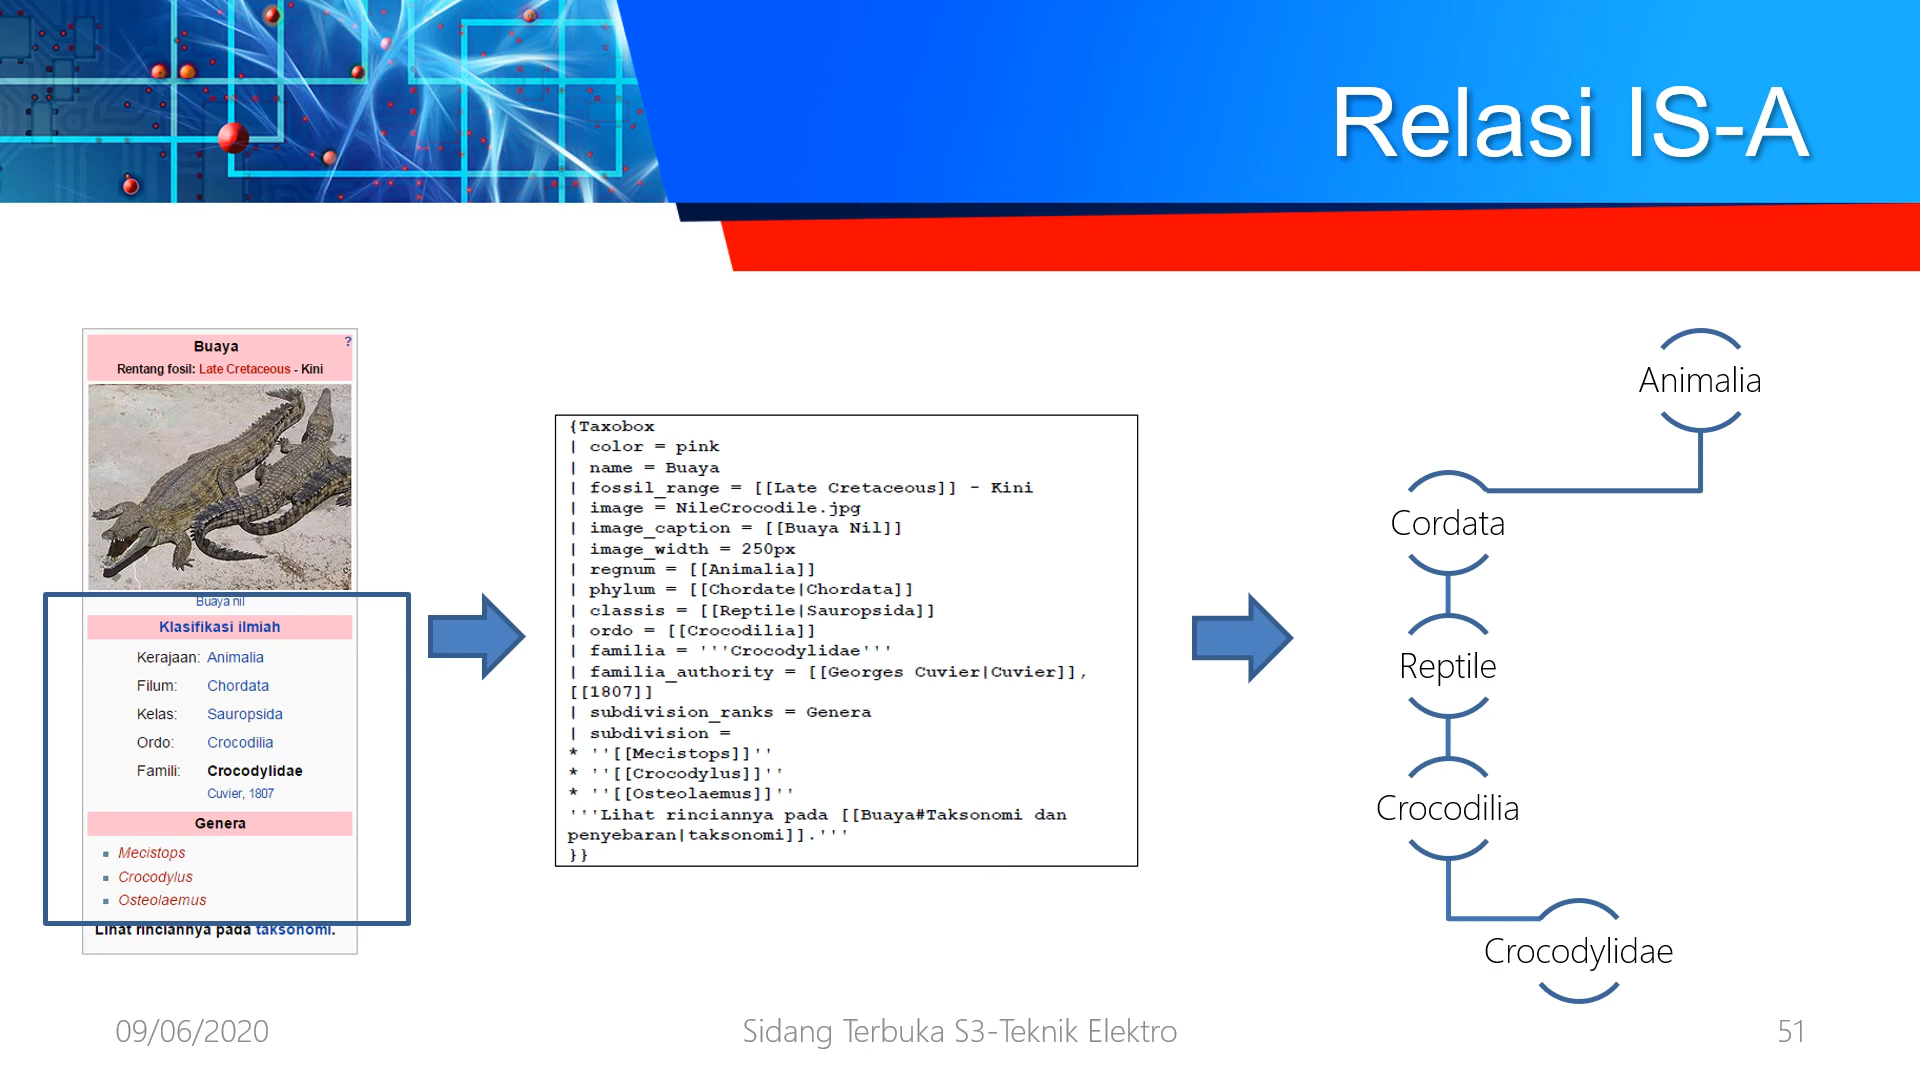 Relasi IS-A
Buaya
?
Rentang fosil: Late Cretaceous - Kini
Buaya nil
Klasifikasi ilmiah
Kerajaan: Animalia
Filum: Chordata
Kelas: Sauropsida
Ordo: Crocodilia
Famili: Crocodylidae
Cuvier, 1807
Genera
Mecistops
Crocodylus
Osteolaemus
Lihat rinciannya pada taksonomi.
{Taxobox
| color = pink
| name = Buaya
| fossil_range = [[Late Cretaceous]] - Kini
| image = NileCrocodile.jpg
| image_caption = [[Buaya Nil]]
| image_width = 250px
| regnum = [[Animalia]]
| phylum = [[Chordate|Chordata]]
| classis = [[Reptile|Sauropsida]]
| ordo = [[Crocodilia]]
| familia = '''Crocodylidae'''
| familia_authority = [[Georges Cuvier|Cuvier]],
[[1807]]
| subdivision_ranks = Genera
| subdivision =
* ''[[Mecistops]]''
* ''[[Crocodylus]]''
* ''[[Osteolaemus]]''
'''Lihat rinciannya pada [[Buaya#Taksonomi dan
penyebaran|taksonomi]].'''
}}
Animalia
Cordata
Reptile
Crocodilia
Crocodylidae
09/06/2020
Sidang Terbuka S3-Teknik Elektro
51